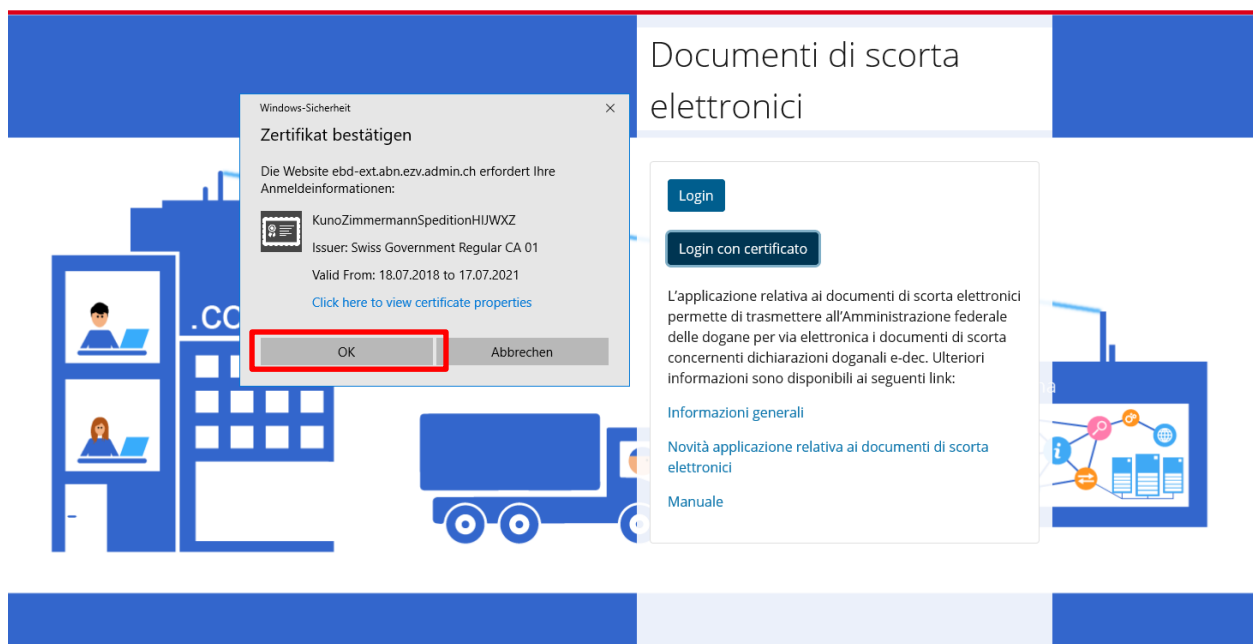 Documenti di scorta
elettronici
Windows-Sicherheit
Zertifikat bestätigen
Die Website ebd-ext.abn.ezv.admin.ch erfordert Ihre
Anmeldeinformationen:
KunoZimmermannSpeditionHIJWXZ
Issuer: Swiss Government Regular CA 01
Valid From: 18.07.2018 to 17.07.2021
Click here to view certificate properties
OK
Abbrechen
.co
Login
Login con certificato
L'applicazione relativa ai documenti di scorta elettronici
permette di trasmettere all'Amministrazione federale
delle dogane per via elettronica i documenti di scorta
concernenti dichiarazioni doganali e-dec. Ulteriori
informazioni sono disponibili ai seguenti link:
Informazioni generali
Novità applicazione relativa ai documenti di scorta
elettronici
Manuale